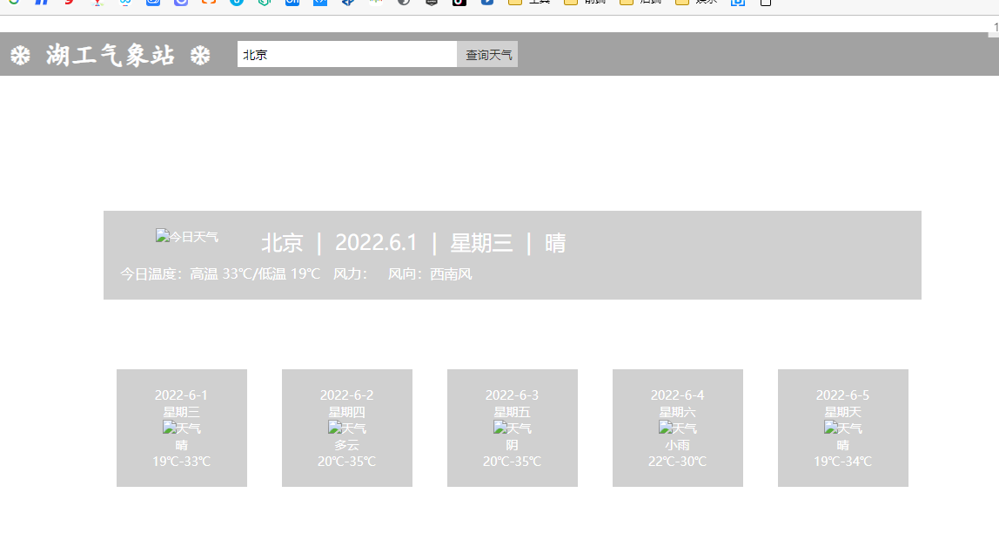 ❄ 湖工气象站 ❄
北京
查询天气
今日天气
北京 | 2022.6.1 | 星期三 | 晴
今日温度：高温 33℃/低温 19℃ 风力： 风向：西南风
2022-6-1
星期三
天气
晴
19℃-33℃
2022-6-2
星期四
天气
多云
20℃-35℃
2022-6-3
星期五
天气
阴
20℃-35℃
2022-6-4
星期六
天气
小雨
22℃-30℃
2022-6-5
星期天
天气
晴
19℃-34℃